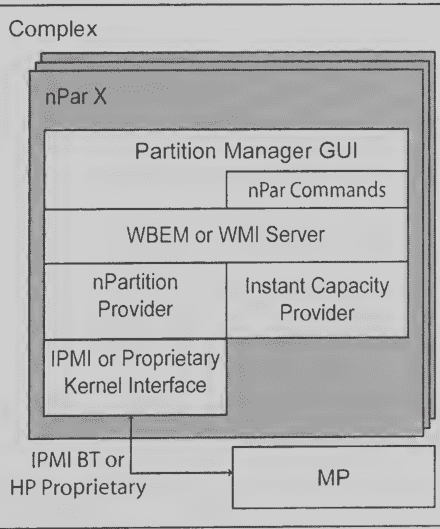 Complex
nPar X
Partition Manager GUI
nPar Commands
WBEM or WMI Server
nPartition
Provider
Instant Capacity
Provider
IPMI or Proprietary
Kernel Interface
IPMI BT or
HP Proprietary
MP